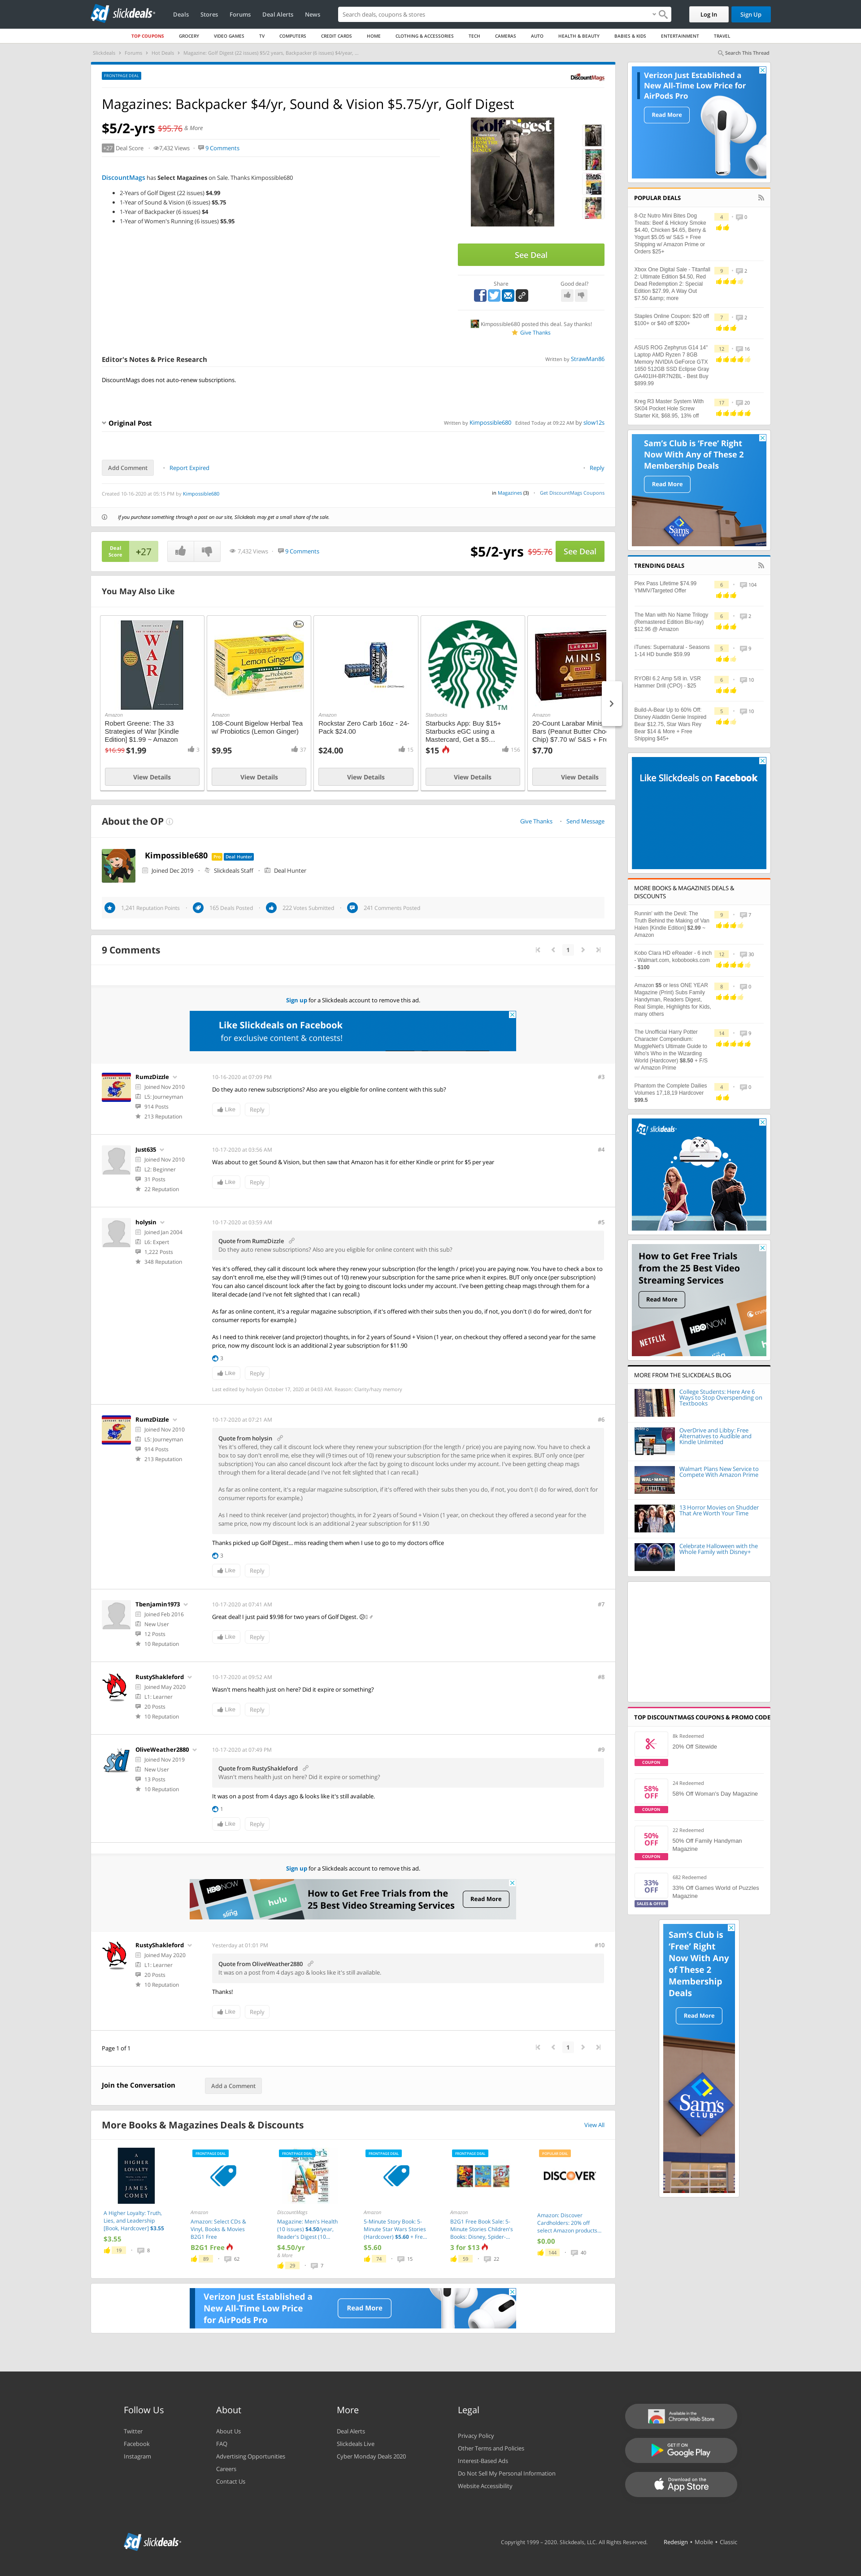 slickdeals
Deals Stores Forums Deal Alerts News
Search deals, coupons & stores
Log In
Sign Up
TOP COUPONS GROCERY VIDEO GAMES TV COMPUTERS CREDIT CARDS HOME CLOTHING & ACCESSORIES TECH CAMERAS AUTO HEALTH & BEAUTY BABIES & KIDS ENTERTAINMENT TRAVEL
Slickdeals Forums Hot Deals Magazine: Golf Digest (22 issues) $5/2 years, Backpacker (6 issues) $4/year, ...
Search This Thread
FRONTPAGE DEAL
DiscountMags
Magazines: Backpacker $4/yr, Sound & Vision $5.75/yr, Golf Digest
$5/2-yrs $95.76 & More
+27 Deal Score 7,432 Views 9 Comments
DiscountMags has Select Magazines on Sale. Thanks Kimpossible680
2-Years of Golf Digest (22 issues) $4.99
1-Year of Sound & Vision (6 issues) $5.75
1-Year of Backpacker (6 issues) $4
1-Year of Women's Running (6 issues) $5.95
Golf Digest
See Deal
Share
Good deal?
Kimpossible680 posted this deal. Say thanks!
Give Thanks
Editor's Notes & Price Research
Written by StrawMan86
DiscountMags does not auto-renew subscriptions.
Original Post
Written by Kimpossible680 Edited Today at 09:22 AM by slow12s
Add Comment
Report Expired
Reply
Created 10-16-2020 at 05:15 PM by Kimpossible680
in Magazines (3) Get DiscountMags Coupons
If you purchase something through a post on our site, Slickdeals may get a small share of the sale.
Deal Score +27
7,432 Views 9 Comments
$5/2-yrs $95.76 See Deal
You May Also Like
Amazon
Robert Greene: The 33 Strategies of War [Kindle Edition] $1.99 ~ Amazon
$16.99 $1.99 3
View Details
Amazon
108-Count Bigelow Herbal Tea w/ Probiotics (Lemon Ginger)
$9.95 37
View Details
Amazon
Rockstar Zero Carb 16oz - 24-Pack $24.00
$24.00 15
View Details
Starbucks
Starbucks App: Buy $15+ Starbucks eGC using a Mastercard, Get a $5...
$15 156
View Details
Amazon
20-Count Larabar Minis
Bars (Peanut Butter Choc
Chip) $7.70 w/ S&S + Fre
$7.70
View Details
About the OP
Give Thanks Send Message
Kimpossible680 Pro Deal Hunter
Joined Dec 2019 Slickdeals Staff Deal Hunter
1,241 Reputation Points 165 Deals Posted 222 Votes Submitted 241 Comments Posted
9 Comments
1
Sign up for a Slickdeals account to remove this ad.
Like Slickdeals on Facebook
for exclusive content & contests!
RumzDizzle
Joined Nov 2010
L5: Journeyman
914 Posts
213 Reputation
10-16-2020 at 07:09 PM
#3
Do they auto renew subscriptions? Also are you eligible for online content with this sub?
Like Reply
Just635
Joined Nov 2010
L2: Beginner
31 Posts
22 Reputation
10-17-2020 at 03:56 AM
#4
Was about to get Sound & Vision, but then saw that Amazon has it for either Kindle or print for $5 per year
Like Reply
holysin
Joined Jan 2004
L6: Expert
1,222 Posts
348 Reputation
10-17-2020 at 03:59 AM
#5
Quote from RumzDizzle
Do they auto renew subscriptions? Also are you eligible for online content with this sub?
Yes it's offered, they call it discount lock where they renew your subscription (for the length / price) you are paying now. You have to check a box to
say don't enroll me, else they will (9 times out of 10) renew your subscription for the same price when it expires. BUT only once (per subscription)
You can also cancel discount lock after the fact by going to discount locks under my account. I've been getting cheap mags through them for a
literal decade (and I've not felt slighted that I can recall.)
As far as online content, it's a regular magazine subscription, if it's offered with their subs then you do, if not, you don't (I do for wired, don't for
consumer reports for example.)
As I need to think receiver (and projector) thoughts, in for 2 years of Sound + Vision (1 year, on checkout they offered a second year for the same
price, now my discount lock is an additional 2 year subscription for $11.90
3
Like Reply
Last edited by holysin October 17, 2020 at 04:03 AM. Reason: Clarity/hazy memory
RumzDizzle
Joined Nov 2010
L5: Journeyman
914 Posts
213 Reputation
10-17-2020 at 07:21 AM
#6
Quote from holysin
Yes it's offered, they call it discount lock where they renew your subscription (for the length / price) you are paying now. You have to check a
box to say don't enroll me, else they will (9 times out of 10) renew your subscription for the same price when it expires. BUT only once (per
subscription) You can also cancel discount lock after the fact by going to discount locks under my account. I've been getting cheap mags
through them for a literal decade (and I've not felt slighted that I can recall.)
As far as online content, it's a regular magazine subscription, if it's offered with their subs then you do, if not, you don't (I do for wired, don't for
consumer reports for example.)
As I need to think receiver (and projector) thoughts, in for 2 years of Sound + Vision (1 year, on checkout they offered a second year for the
same price, now my discount lock is an additional 2 year subscription for $11.90
Thanks picked up Golf Digest... miss reading them when I use to go to my doctors office
3
Like Reply
Tbenjamin1973
Joined Feb 2016
New User
12 Posts
10 Reputation
10-17-2020 at 07:41 AM
#7
Great deal! I just paid $9.98 for two years of Golf Digest.
Like Reply
RustyShakleford
Joined May 2020
L1: Learner
20 Posts
10 Reputation
10-17-2020 at 09:52 AM
#8
Wasn't mens health just on here? Did it expire or something?
Like Reply
OliveWeather2880
Joined Nov 2019
New User
13 Posts
10 Reputation
10-17-2020 at 07:49 PM
#9
Quote from RustyShakleford
Wasn't mens health just on here? Did it expire or something?
It was on a post from 4 days ago & looks like it's still available.
1
Like Reply
Sign up for a Slickdeals account to remove this ad.
HBO NOW hulu
How to Get Free Trials from the
25 Best Video Streaming Services
Read More
RustyShakleford
Joined May 2020
L1: Learner
20 Posts
10 Reputation
Yesterday at 01:01 PM
#10
Quote from OliveWeather2880
It was on a post from 4 days ago & looks like it's still available.
Thanks!
Like Reply
Page 1 of 1
1
Join the Conversation
Add a Comment
More Books & Magazines Deals & Discounts
View All
A HIGHER LOYALTY JAMES COMEY
A Higher Loyalty: Truth, Lies, and Leadership [Book, Hardcover] $3.55
$3.55
19 8
FRONTPAGE DEAL
Amazon
Amazon: Select CDs & Vinyl, Books & Movies B2G1 Free
B2G1 Free
80 62
FRONTPAGE DEAL
DiscountMags
Magazine: Men's Health (10 issues) $4.50/year, Reader's Digest (10...
$4.50/yr
& More
29 7
FRONTPAGE DEAL
Amazon
5-Minute Story Book: 5-Minute Star Wars Stories (Hardcover) $5.60 + Fre...
$5.60
74 15
FRONTPAGE DEAL
Amazon
B2G1 Free Book Sale: 5-Minute Stories Children's Books: Disney, Spider-...
3 for $13
59 22
POPULAR DEAL
DISCOVER
Amazon: Discover Cardholders: 20% off select Amazon products...
$0.00
144 40
Verizon Just Established a
New All-Time Low Price
for AirPods Pro
Read More
Verizon Just Established a
New All-Time Low Price for
AirPods Pro
Read More
POPULAR DEALS
8-Oz Nutro Mini Bites Dog
Treats: Beef & Hickory Smoke
$4.40, Chicken $4.65, Berry &
Yogurt $5.05 w/ S&S + Free
Shipping w/ Amazon Prime or
Orders $25+
4 0
Xbox One Digital Sale - Titanfall
2: Ultimate Edition $4.50, Red
Dead Redemption 2: Special
Edition $27.99, A Way Out
$7.50 &amp; more
9 2
Staples Online Coupon: $20 off
$100+ or $40 off $200+
7 2
ASUS ROG Zephyrus G14 14"
Laptop AMD Ryzen 7 8GB
Memory NVIDIA GeForce GTX
1650 512GB SSD Eclipse Gray
GA401IH-BR7N2BL - Best Buy
$899.99
12 16
Kreg R3 Master System With
SK04 Pocket Hole Screw
Starter Kit, $68.95, 13% off
17 20
Sam's Club is 'Free' Right
Now With Any of These 2
Membership Deals
Read More
Sam's
TRENDING DEALS
Plex Pass Lifetime $74.99
YMMV/Targeted Offer
6 104
The Man with No Name Trilogy
(Remastered Edition Blu-ray)
$12.96 @ Amazon
6 2
iTunes: Supernatural - Seasons
1-14 HD bundle $59.99
5 9
RYOBI 6.2 Amp 5/8 in. VSR
Hammer Drill (CPO) - $25
6 10
Build-A-Bear Up to 60% Off:
Disney Aladdin Genie Inspired
Bear $12.75, Star Wars Rey
Bear $14 & More + Free
Shipping $45+
5 10
Like Slickdeals on Facebook
MORE BOOKS & MAGAZINES DEALS &
DISCOUNTS
Runnin' with the Devil: The
Truth Behind the Making of Van
Halen [Kindle Edition] $2.99 ~
Amazon
9 7
Kobo Clara HD eReader - 6 inch
- Walmart.com, kobobooks.com
- $100
12 36
Amazon $5 or less ONE YEAR
Magazine (Print) Subs Family
Handyman, Readers Digest,
Real Simple, Highlights for Kids,
many others
8 0
The Unofficial Harry Potter
Character Compendium:
MuggleNet's Ultimate Guide to
Who's Who in the Wizarding
World (Hardcover) $8.50 + F/S
w/ Amazon Prime
14 9
Phantom the Complete Dailies
Volumes 17,18,19 Hardcover
$99.5
4 0
slickdeals
How to Get Free Trials
from the 25 Best Video
Streaming Services
Read More
NETFLIX HBO NOW
MORE FROM THE SLICKDEALS BLOG
College Students: Here Are 6
Ways to Stop Overspending on
Textbooks
OverDrive and Libby: Free
Alternatives to Audible and
Kindle Unlimited
Walmart Plans New Service to
Compete With Amazon Prime
13 Horror Movies on Shudder
That Are Worth Your Time
Celebrate Halloween with the
Whole Family with Disney+
TOP DISCOUNTMAGS COUPONS & PROMO CODE
8k Redeemed
20% Off Sitewide
COUPON
58% OFF
24 Redeemed
58% Off Woman's Day Magazine
COUPON
50% OFF
22 Redeemed
50% Off Family Handyman
Magazine
COUPON
33% OFF
682 Redeemed
33% Off Games World of Puzzles
Magazine
SALES & OFFER
Sam's Club is
'Free' Right
Now With Any
of These 2
Membership
Deals
Read More
Sam's CLUB
Follow Us
Twitter
Facebook
Instagram
About
About Us
FAQ
Advertising Opportunities
Careers
Contact Us
More
Deal Alerts
Slickdeals Live
Cyber Monday Deals 2020
Legal
Privacy Policy
Other Terms and Policies
Interest-Based Ads
Do Not Sell My Personal Information
Website Accessibility
Available in the Chrome Web Store
GET IT ON Google Play
Download on the App Store
slickdeals
Copyright 1999 - 2020. Slickdeals, LLC. All Rights Reserved. Redesign • Mobile • Classic